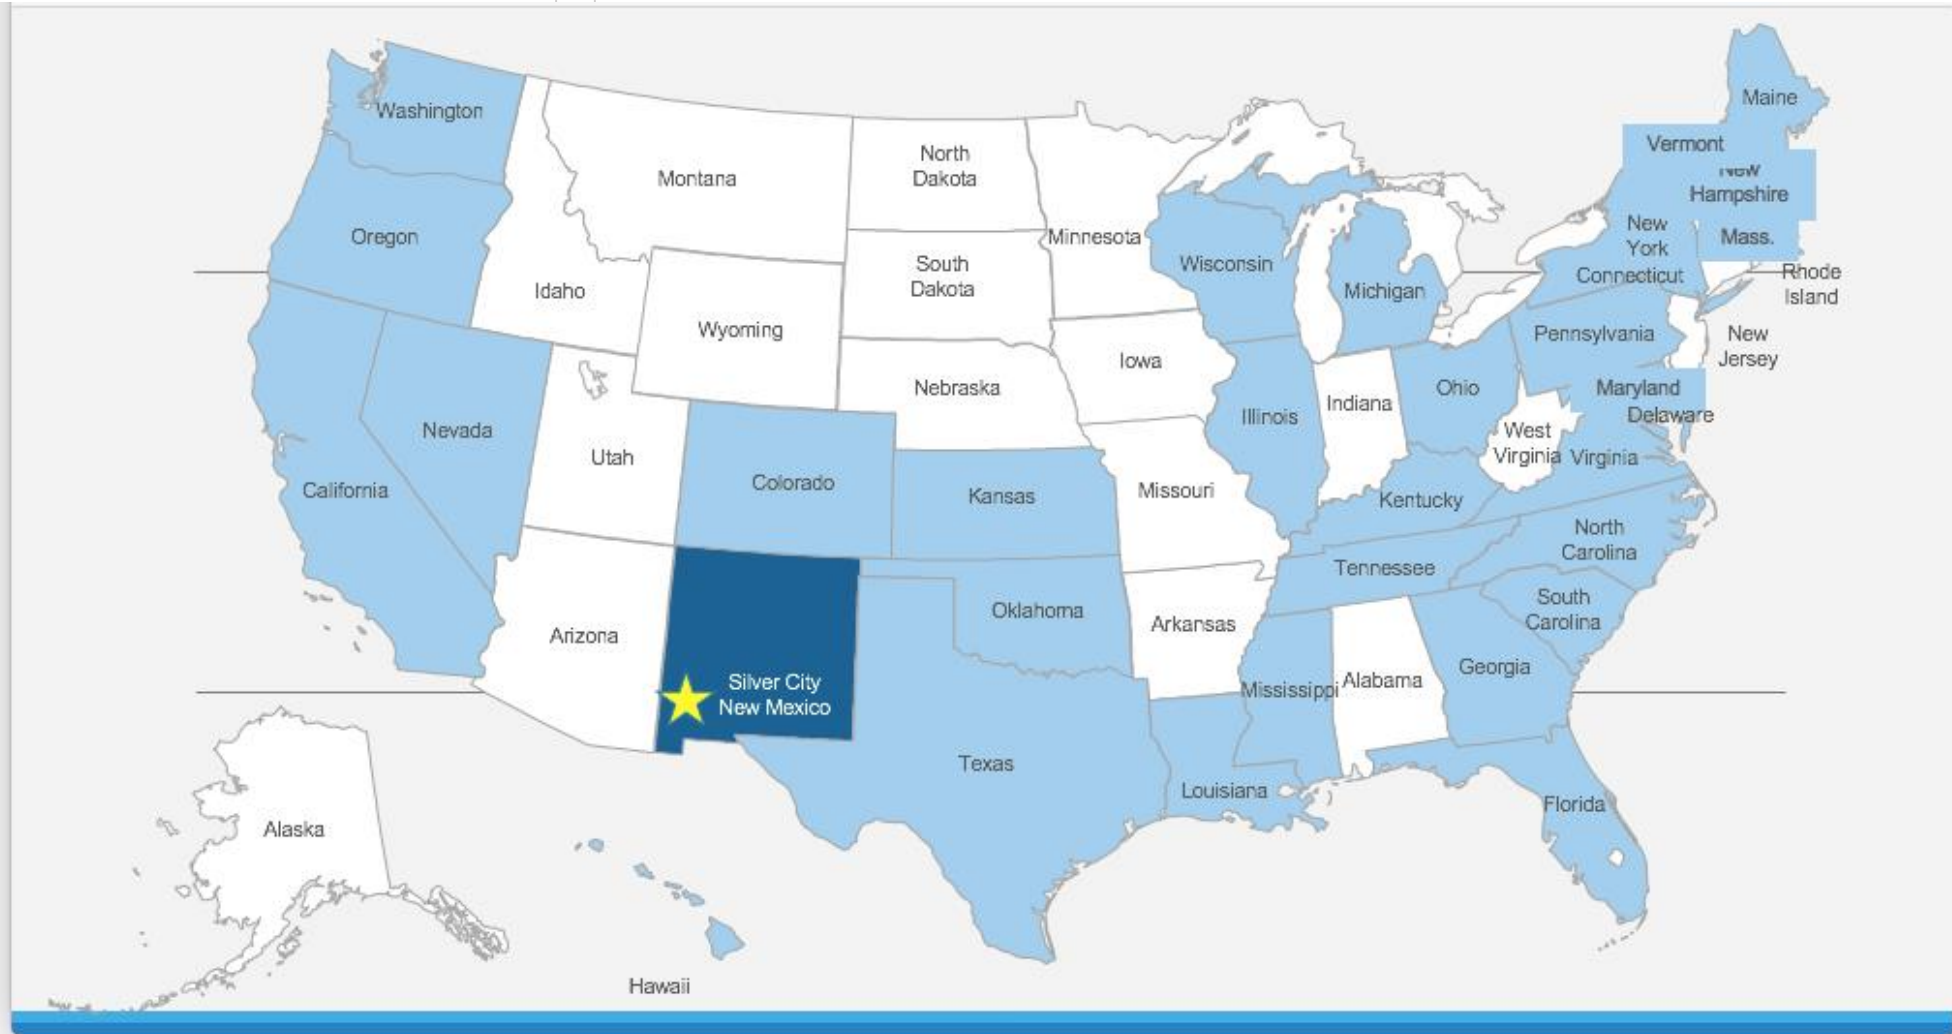 Washington
Maine
Vermont
New
Hampshire
North
Dakota
Montana
Minnesota
Oregon
New
York
Mass.
Wisconsin
South
Dakota
Connecticut
Rhode
Island
Idaho
Michigan
Wyoming
Pennsylvania
New
Jersey
Iowa
Nebraska
Ohio
Maryland
Delaware
Indiana
Illinois
Nevada
West
Virginia
Virginia
Utah
Colorado
California
Kansas
Missouri
Kentucky
North
Carolina
Tennessee
Oklahoma
South
Carolina
Arizona
Arkansas
Georgia
Silver City
New Mexico
Mississippi
Alabama
Texas
Louisiana
Florida
Alaska
Hawaii